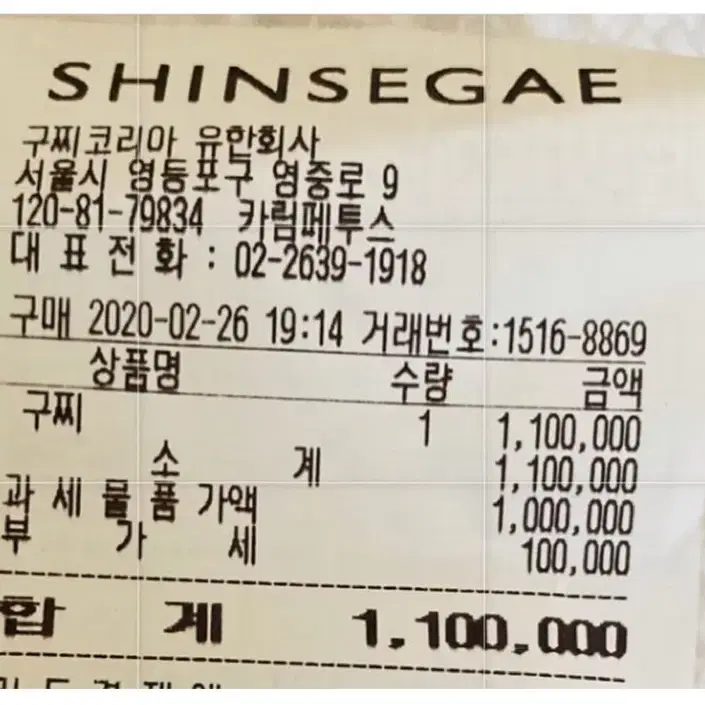 SHINSEGAE
구찌코리아 유한회사
서울시 영등포구 영중로 9
120-81-79834 카림페투스
대 표 전 화 : 02-2639-1918
구매 2020-02-26 19:14 거래번호:1516-8869
상품명 수량 금액
구찌 1 1,100,000
소 계 1,100,000
과 세 물 품 가액 1,000,000
부 가 세 100,000
합 계 1,100,000